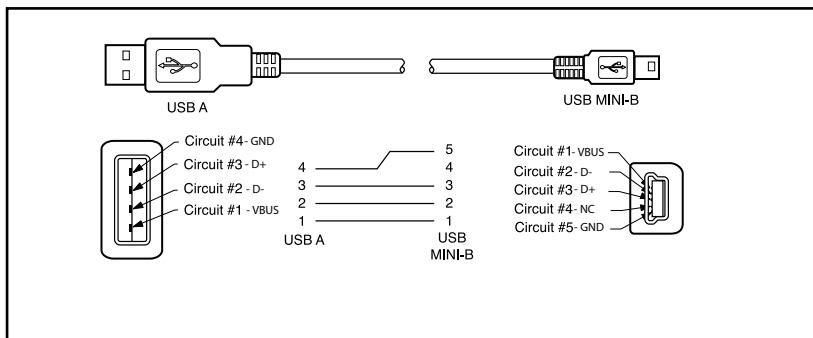 USB A
USB MINI-B
Circuit #4- GND
Circuit #3 - D+
Circuit #2 - D-
Circuit #1 - VBUS
4
3
2
1
USB A
5
4
3
2
1
USB
MINI-B
Circuit #1- VBUS
Circuit #2 - D-
Circuit #3 - D+
Circuit #4 - NC
Circuit #5- GND